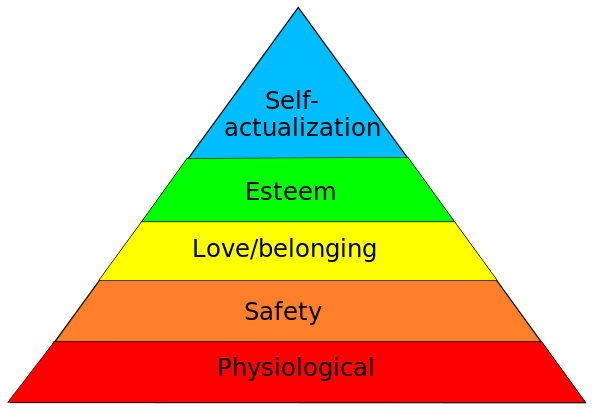 Self-
actualization
Esteem
Love/belonging
Safety
Physiological